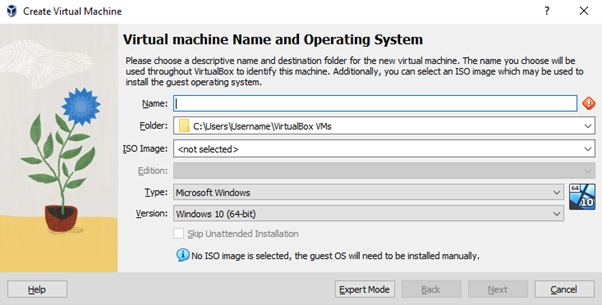 Create Virtual Machine
?
Virtual machine Name and Operating System
Please choose a descriptive name and destination folder for the new virtual machine. The name you choose will be
used throughout VirtualBox to identify this machine. Additionally, you can select an ISO image which may be used to
install the guest operating system.
Name:
Folder: C:\Users\Username\VirtualBox VMs
ISO Image: <not selected>
Edition:
Type: Microsoft Windows 64
Version: Windows 10 (64-bit) 10
Skip Unattended Installation
No ISO image is selected, the guest OS will need to be installed manually.
Help Expert Mode Back Next Cancel